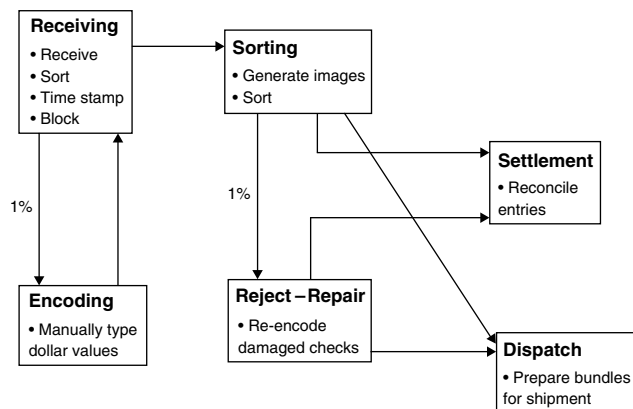 Receiving
• Receive
• Sort
• Time stamp
• Block
Sorting
• Generate images
• Sort
Settlement
• Reconcile
entries
1%
1%
Encoding
• Manually type
dollar values
Reject–Repair
• Re-encode
damaged checks
Dispatch
• Prepare bundles
for shipment